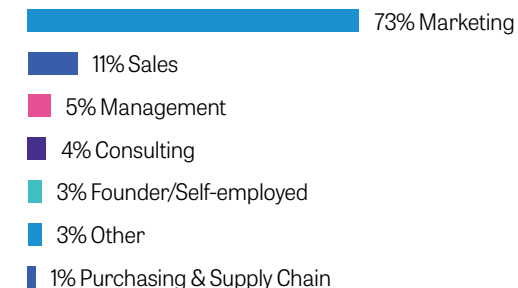 73% Marketing
11% Sales
5% Management
4% Consulting
3% Founder/Self-employed
3% Other
1% Purchasing & Supply Chain